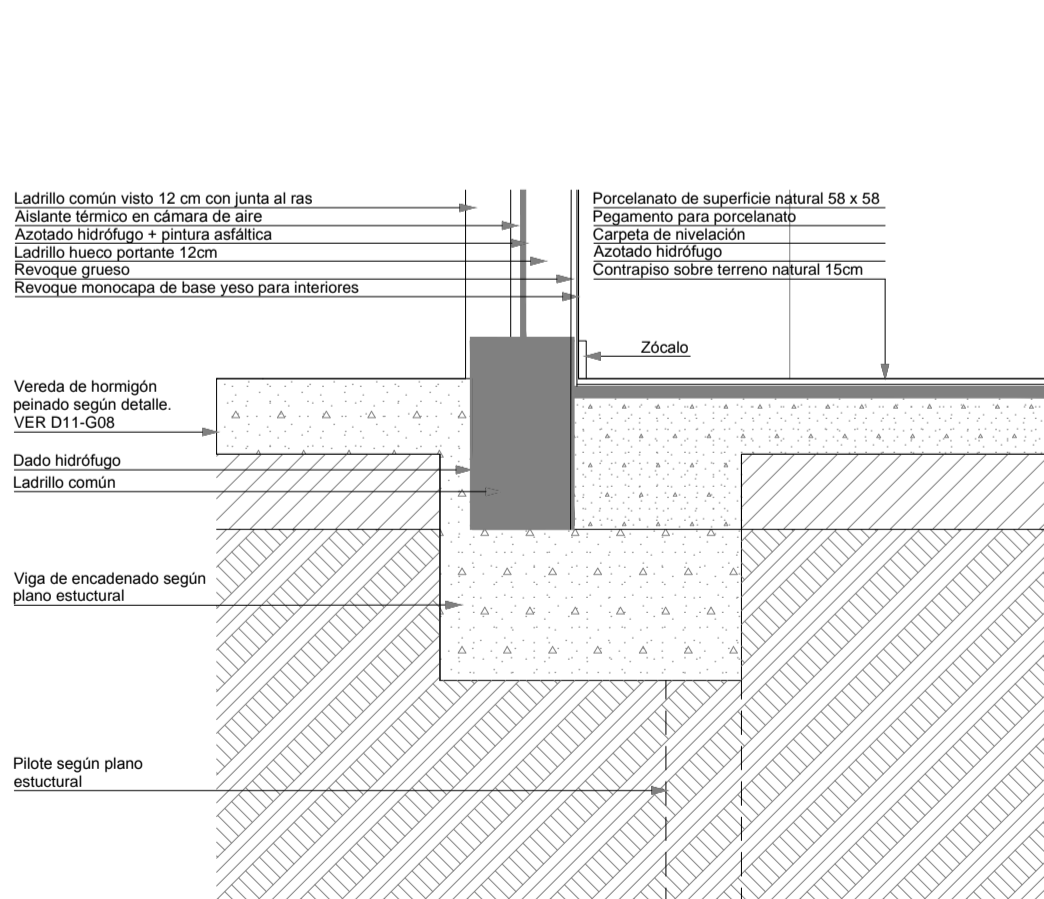 Ladrillo común visto 12 cm con junta al ras
Aislante térmico en cámara de aire
Azotado hidrófugo + pintura asfáltica
Ladrillo hueco portante 12cm
Revoque grueso
Revoque monocapa de base yeso para interiores
Porcelanato de superficie natural 58 x 58
Pegamento para porcelanato
Carpeta de nivelación
Azotado hidrófugo
Contrapiso sobre terreno natural 15cm
Zócalo
Vereda de hormigón
peinado según detalle.
VER D11-G08
Dado hidrófugo
Ladrillo común
Viga de encadenado según
plano estuctural
Pilote según plano
estuctural